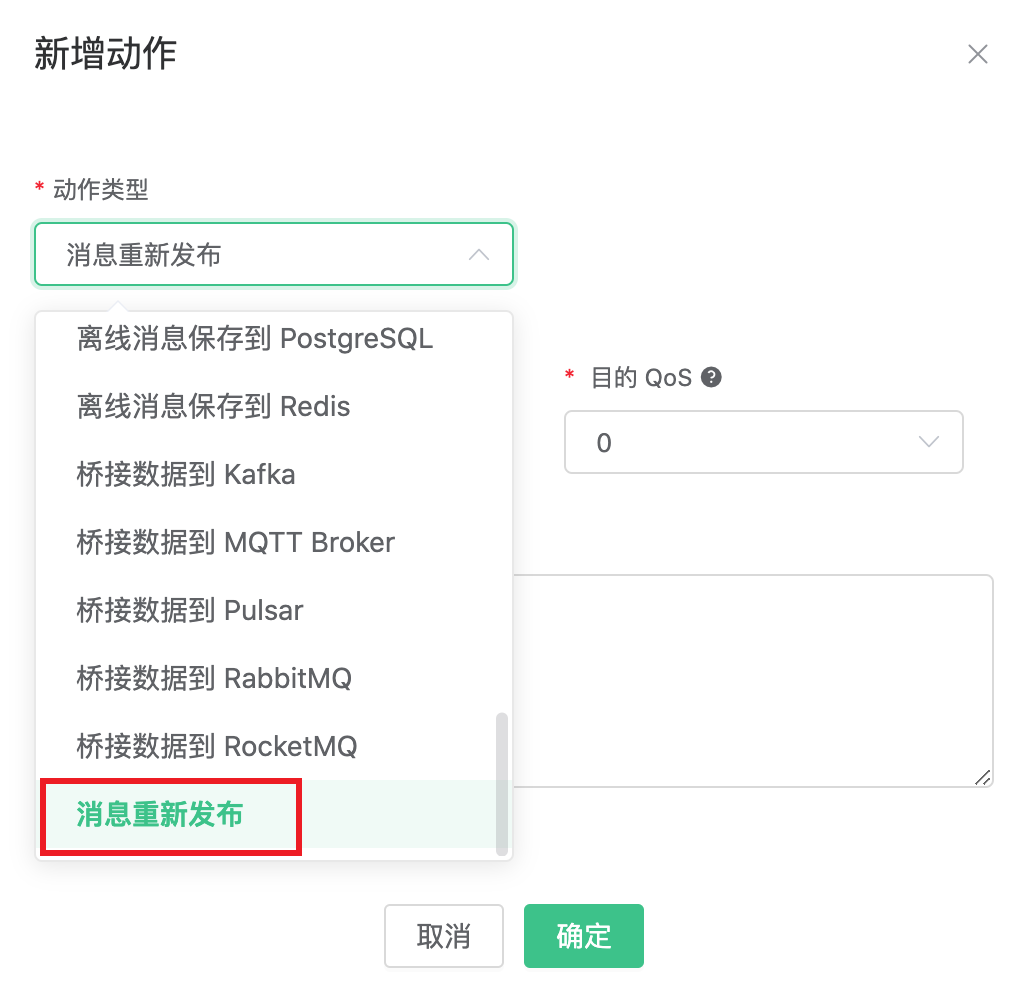 新增动作
* 动作类型
消息重新发布
离线消息保存到 PostgreSQL
* 目的 QoS ?
离线消息保存到 Redis
0
桥接数据到 Kafka
桥接数据到 MQTT Broker
桥接数据到 Pulsar
桥接数据到 RabbitMQ
桥接数据到 RocketMQ
消息重新发布
取消
确定